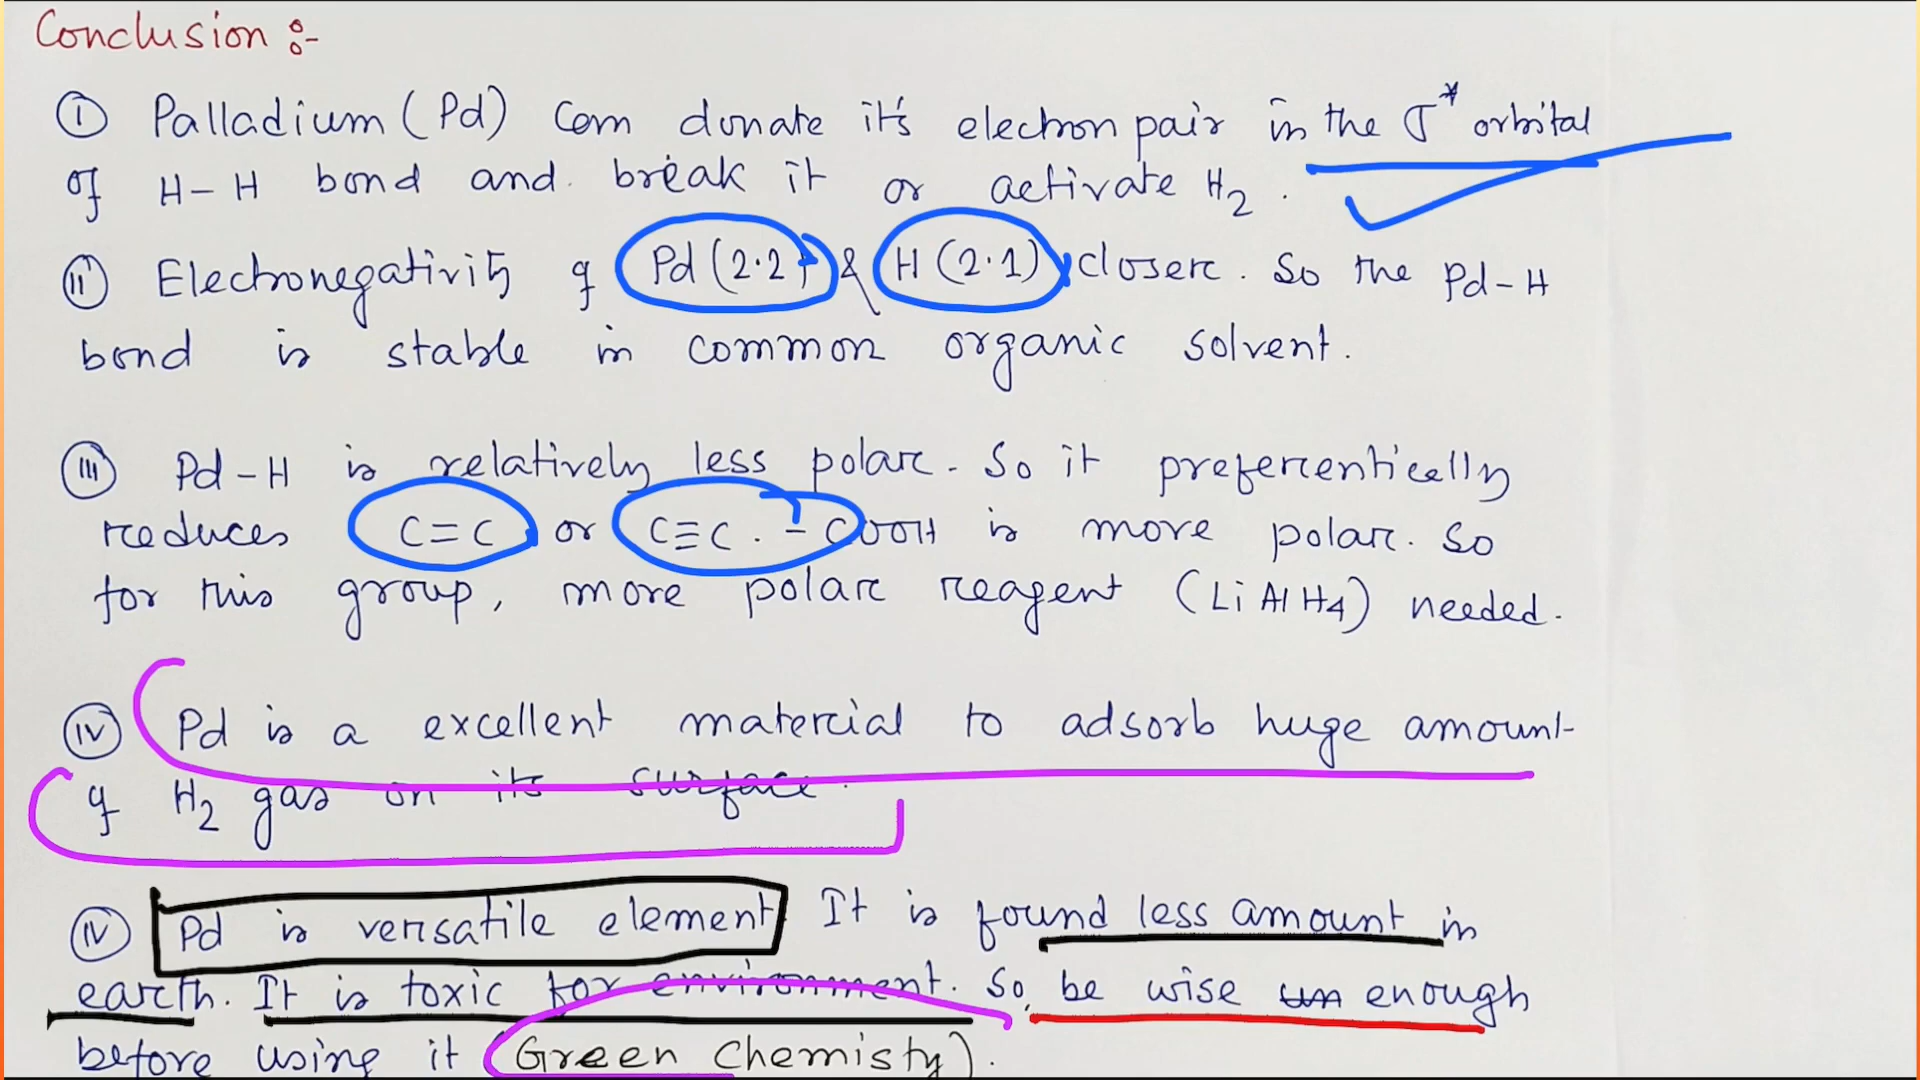 Conclusion :-
(I) Palladium (Pd) Can donate it's electron pair in the σ* orbital
of H-H bond and break it or activate H2.
(II) Electronegativity of Pd (2.2) & H (2.1) closer. So the Pd-H
bond is stable in common organic solvent.
(III) Pd-H is relatively less polar. So it preferentically
reduces C=C or C≡C. -COOH is more polar. So
for this group, more polar reagent (LiAlH4) needed.
(IV) Pd is a excellent material to adsorb huge amount
of H2 gas on its surface.
(IV) Pd is versatile element. It is found less amount in
earth. It is toxic for environment. So, be wise enough
before using it (Green Chemisty).